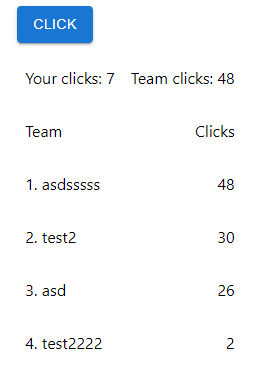 CLICK
Your clicks: 7 Team clicks: 48
Team Clicks
1. asdsssss 48
2. test2 30
3. asd 26
4. test2222 2